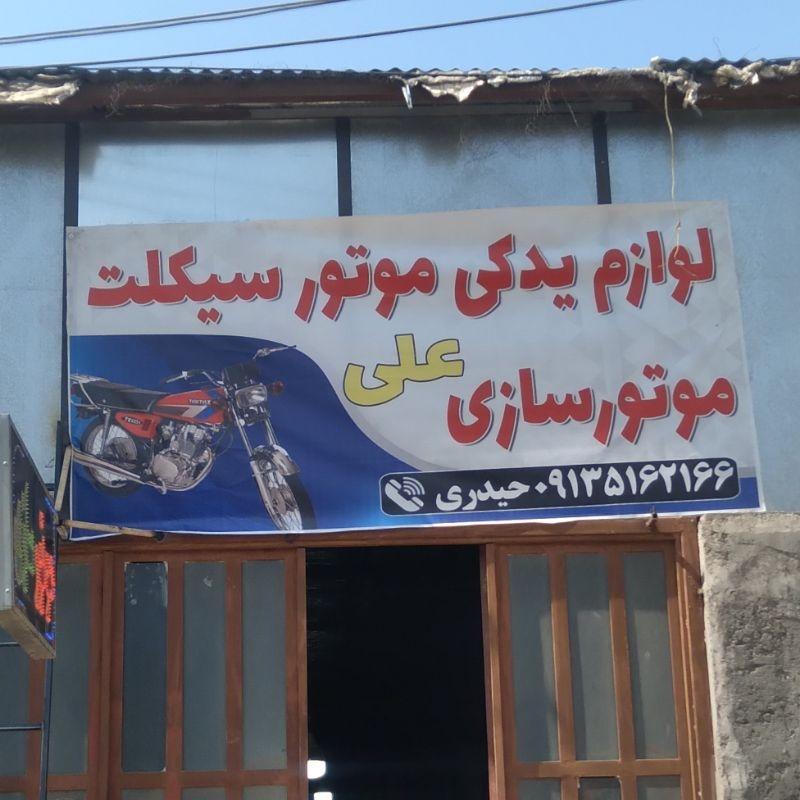 لوازم یدکی موتور سیکلت
موتورسازی علی
۰۹۱۳۵۱۶۲۱۶۶ حیدری